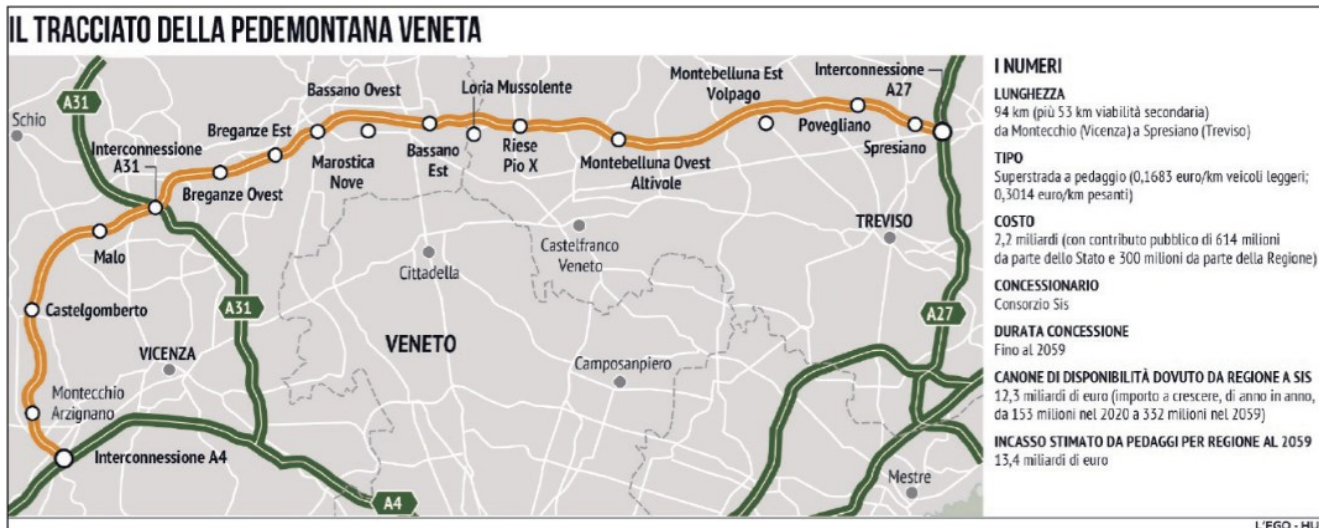 IL TRACCIATO DELLA PEDEMONTANA VENETA
A31
Schio
Interconnessione
A31
Breganze Est
Bassano Ovest
Loria Mussolente
Montebelluna Est
Volpago
Interconnessione
A27
Breganze Ovest
Marostica
Nove
Bassano
Est
Riese
Pio X
Montebelluna Ovest
Altivole
Povegliano
Spresiano
Malo
Castelgomberto
A31
Cittadella
Castelfranco
Veneto
TREVISO
A27
VICENZA
VENETO
Camposanpiero
Montecchio
Arzignano
Interconnessione A4
A4
Mestre
I NUMERI
LUNGHEZZA
94 km (più 53 km viabilità secondaria)
da Montecchio (Vicenza) a Spresiano (Treviso)
TIPO
Superstrada a pedaggio (0,1683 euro/km veicoli leggeri;
0,3014 euro/km pesanti)
COSTO
2,2 miliardi (con contributo pubblico di 614 milioni
da parte dello Stato e 300 milioni da parte della Regione)
CONCESSIONARIO
Consorzio Sis
DURATA CONCESSIONE
Fino al 2059
CANONE DI DISPONIBILITÀ DOVUTO DA REGIONE A SIS
12,3 miliardi di euro (importo a crescere, di anno in anno,
da 153 milioni nel 2020 a 332 milioni nel 2059)
INCASSO STIMATO DA PEDAGGI PER REGIONE AL 2059
13,4 miliardi di euro
L'EGO - HUB